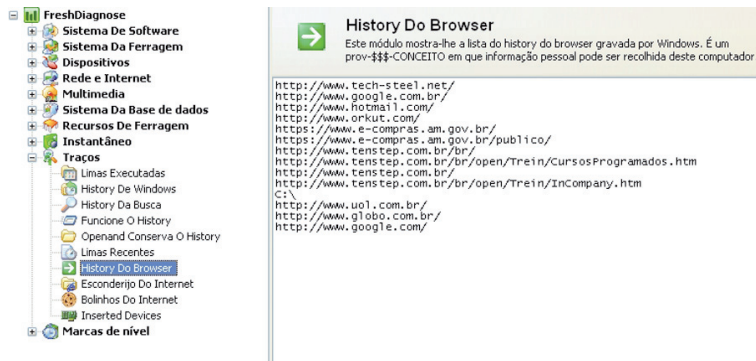 FreshDiagnose
Sistema De Software
Sistema Da Ferragem
Dispositivos
Rede e Internet
Multimedia
Sistema Da Base de dados
Recursos De Ferragem
Instantâneo
Traços
Limas Executadas
History De Windows
History Da Busca
Funcione O History
Openand Conserva O History
Limas Recentes
History Do Browser
Esconderijo Do Internet
Bolinhos Do Internet
Inserted Devices
Marcas de nível
History Do Browser
Este módulo mostra-lhe a lista do history do browser gravada por Windows. É um
prov-$$$-CONCEITO em que informação pessoal pode ser recolhida deste computador
http://www.tech-steel.net/
http://www.google.com.br/
http://www.hotmail.com/
http://www.orkut.com/
https://www.e-compras.am.gov.br/
https://www.e-compras.am.gov.br/publico/
http://www.tenstep.com.br/br/
http://www.tenstep.com.br/br/open/Trein/CursosProgramados.htm
http://www.tenstep.com.br/
http://www.tenstep.com.br/br/open/Trein/InCompany.htm
C:\
http://www.uol.com.br/
http://www.globo.com.br/
http://www.google.com/